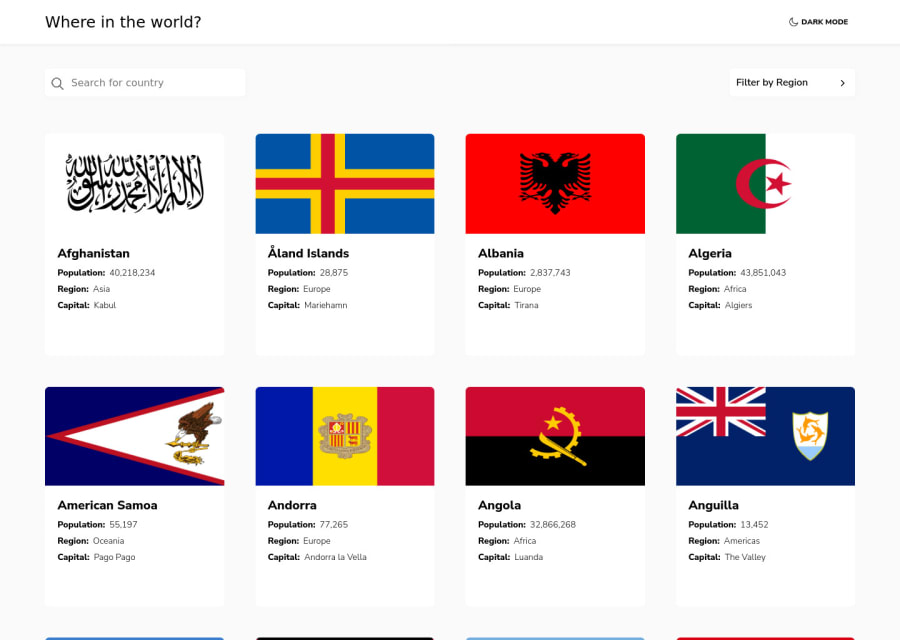 Where in the world?
DARK MODE
Search for country
Filter by Region
لا إله إلا الله محمد رسول الله
Afghanistan
Population: 40,218,234
Region: Asia
Capital: Kabul
Åland Islands
Population: 28,875
Region: Europe
Capital: Mariehamn
Albania
Population: 2,837,743
Region: Europe
Capital: Tirana
Algeria
Population: 43,851,043
Region: Africa
Capital: Algiers
American Samoa
Population: 55,197
Region: Oceania
Capital: Pago Pago
Andorra
Population: 77,265
Region: Europe
Capital: Andorra la Vella
Angola
Population: 32,866,268
Region: Africa
Capital: Luanda
Anguilla
Population: 13,452
Region: Americas
Capital: The Valley